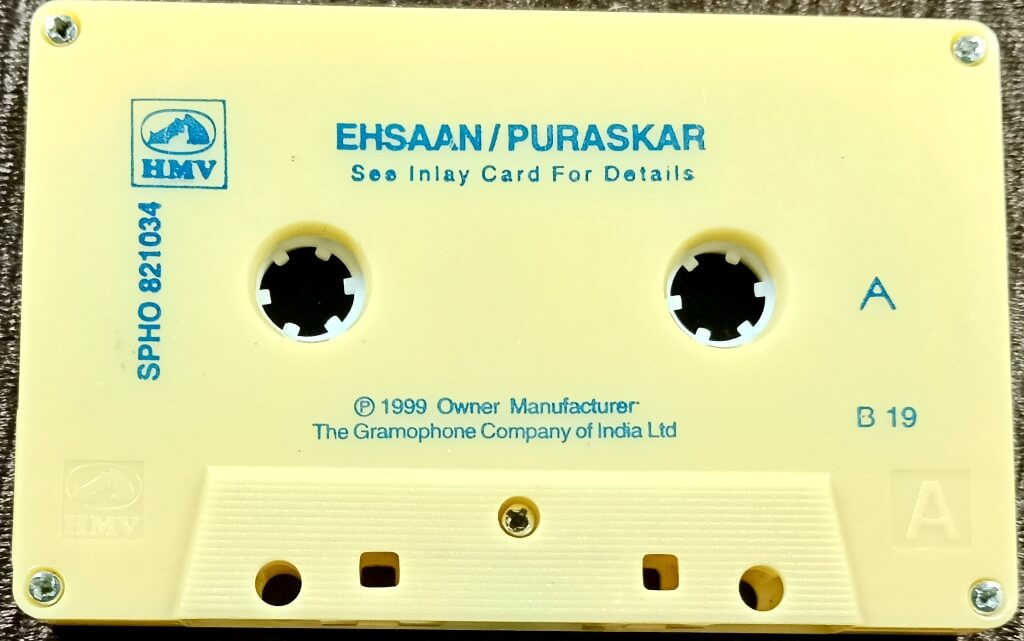 HMV
EHSAAN/PURASKAR
See Inlay Card For Details
SPHO 821034
A
Ⓟ 1999 Owner Manufacturer
The Gramophone Company of India Ltd
B 19
HMV
A